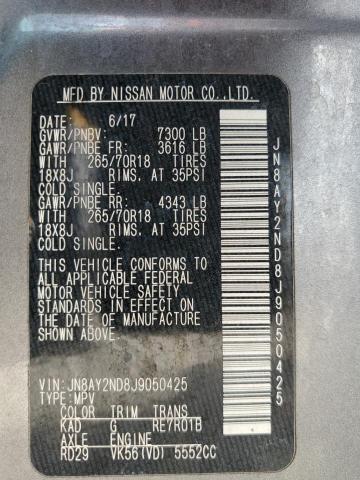 MFD BY NISSAN MOTOR CO.,LTD.
DATE: 6/17
GVWR/PNBV: 7300 LB
GAWR/PNBE FR: 3616 LB
WITH 265/70R18 TIRES
18X8J RIMS, AT 35PSI
COLD SINGLE.
GAWR/PNBE RR: 4343 LB
WITH 265/70R18 TIRES
18X8J RIMS, AT 35PSI
COLD SINGLE.
THIS VEHICLE CONFORMS TO
ALL APPLICABLE FEDERAL
MOTOR VEHICLE SAFETY
STANDARDS IN EFFECT ON
THE DATE OF MANUFACTURE
SHOWN ABOVE.
VIN:JN8AY2ND8J9050425
TYPE:MPV
COLOR TRIM TRANS
KAD G RE7R01B
AXLE ENGINE
RD29 VK56(VD) 5552CC
JN8AY2ND8J9050425